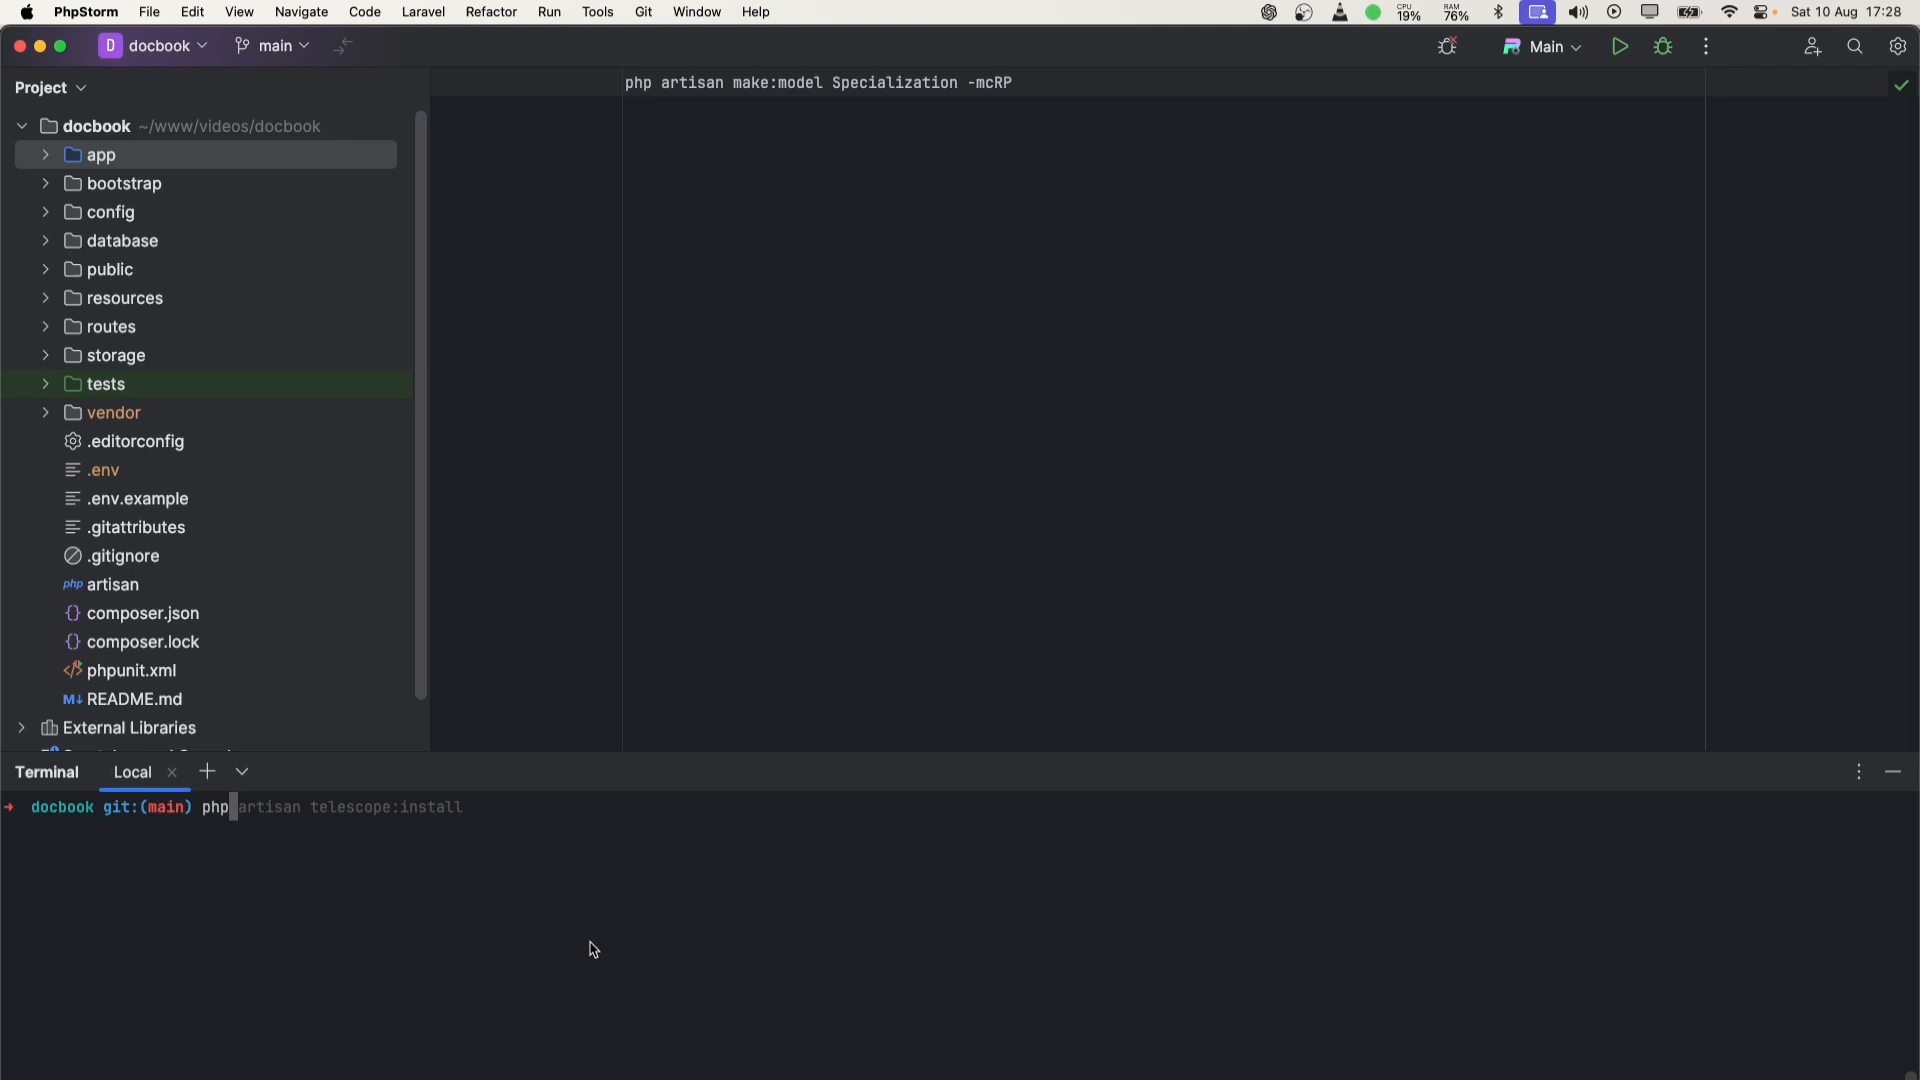 PhpStorm File Edit View Navigate Code Laravel Refactor Run Tools Git Window Help CPU 19% RAM 76% Sat 10 Aug 17:28
D docbook main Main
Project
php artisan make:model Specialization -mcRP
docbook ~/www/videos/docbook
app
bootstrap
config
database
public
resources
routes
storage
tests
vendor
.editorconfig
.env
.env.example
.gitattributes
.gitignore
php artisan
{} composer.json
{} composer.lock
</> phpunit.xml
M↓ README.md
External Libraries
Terminal Local
➜ docbook git:(main) php artisan telescope:install